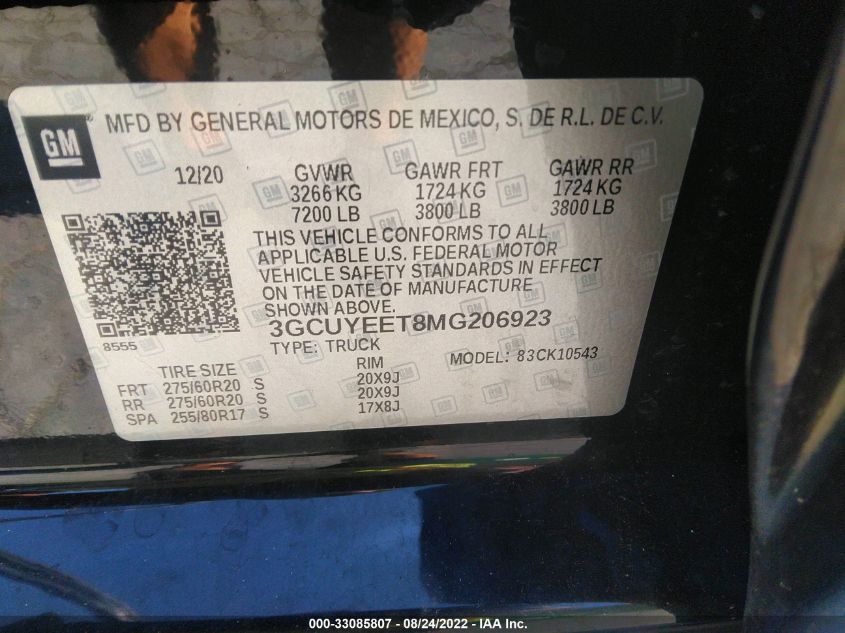 GM
MFD BY GENERAL MOTORS DE MEXICO, S. DE R.L. DE C.V.
12/20 GVWR GAWR FRT GAWR RR
3266 KG 1724 KG 1724 KG
7200 LB 3800 LB 3800 LB
THIS VEHICLE CONFORMS TO ALL
APPLICABLE U.S. FEDERAL MOTOR
VEHICLE SAFETY STANDARDS IN EFFECT
ON THE DATE OF MANUFACTURE
SHOWN ABOVE.
8555
3GCUYEET8MG206923
TYPE: TRUCK MODEL: 83CK10543
TIRE SIZE RIM
FRT 275/60R20 S 20X9J
RR 275/60R20 S 20X9J
SPA 255/80R17 S 17X8J
000-33085807 - 08/24/2022 - IAA Inc.